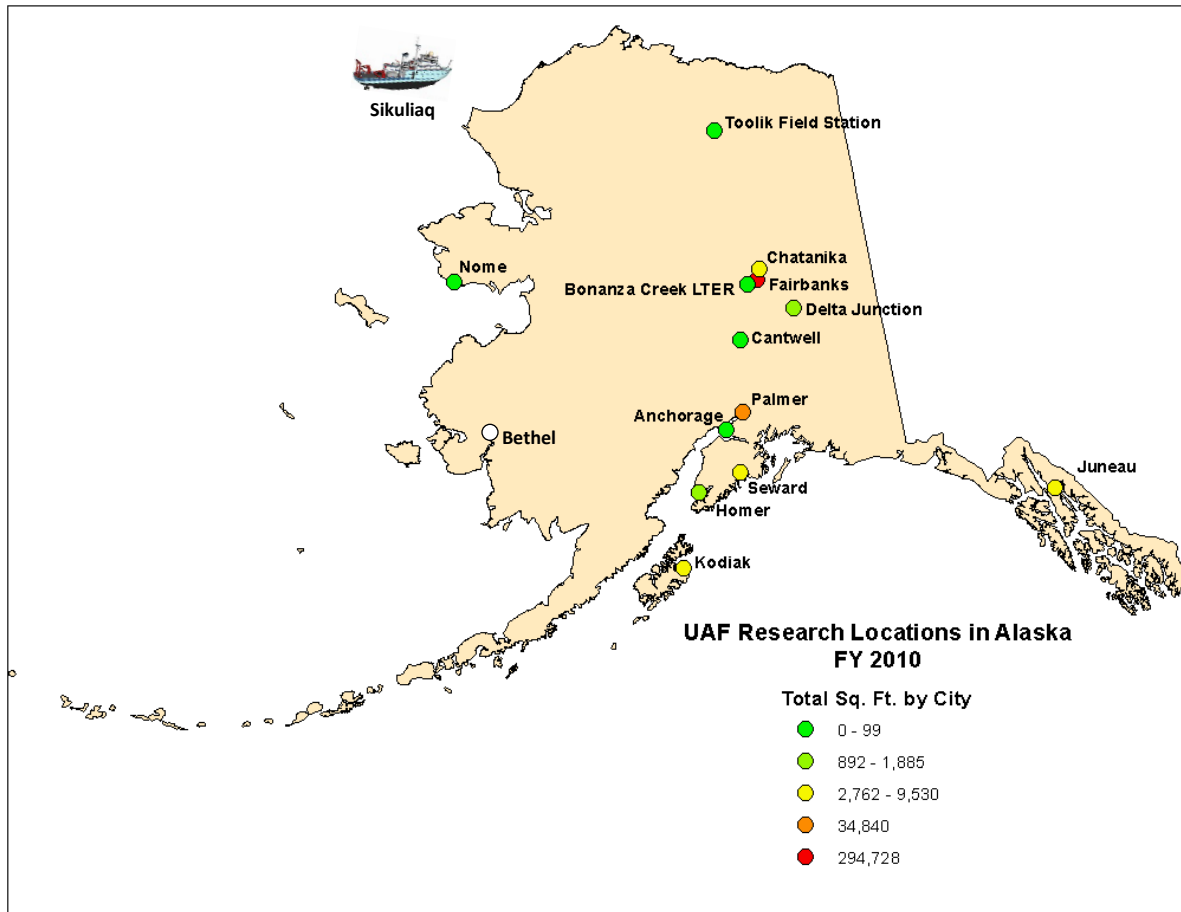 Sikuliaq
Toolik Field Station
Chatanika
Nome
Bonanza Creek LTER
Fairbanks
Delta Junction
Cantwell
Palmer
Anchorage
Bethel
Juneau
Seward
Homer
Kodiak
UAF Research Locations in Alaska
FY 2010
Total Sq. Ft. by City
0 - 99
892 - 1,885
2,762 - 9,530
34,840
294,728